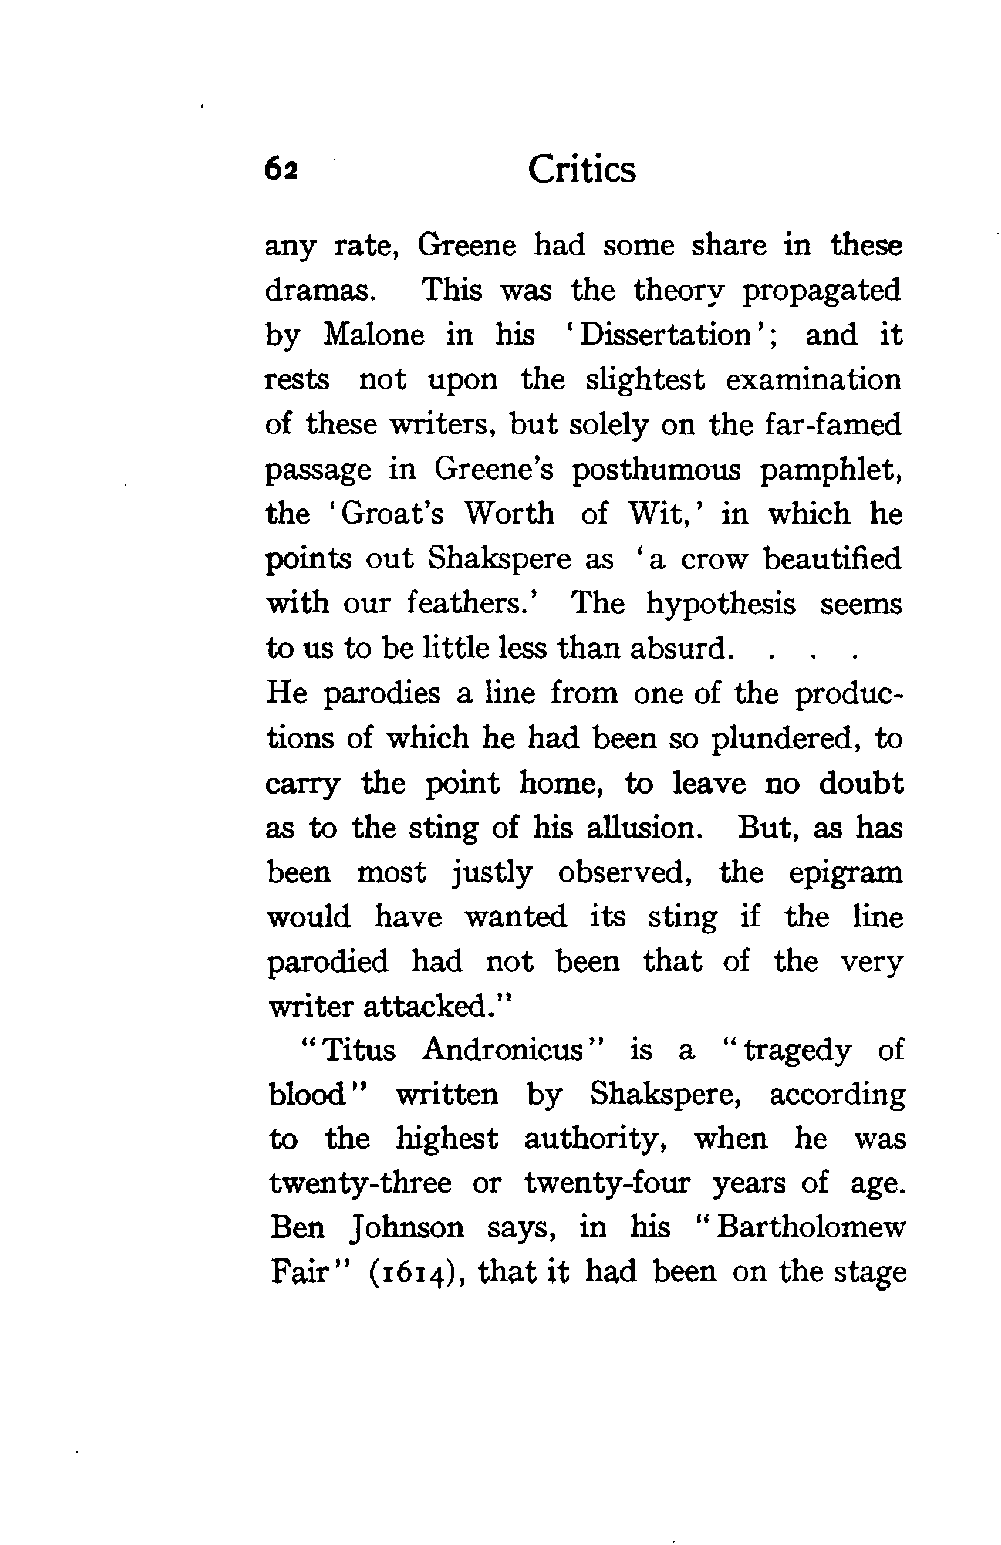 62 Critics
any rate, Greene had some share in these
dramas. This was the theory propagated
by Malone in his ‘Dissertation’; and it
rests not upon the slightest examination
of these writers, but solely on the far-famed
passage in Greene’s posthumous pamphlet,
the ‘Groat’s Worth of Wit,’ in which he
points out Shakspere as ‘a crow beautified
with our feathers.’ The hypothesis seems
to us to be little less than absurd. . . .
He parodies a line from one of the produc-
tions of which he had been so plundered, to
carry the point home, to leave no doubt
as to the sting of his allusion. But, as has
been most justly observed, the epigram
would have wanted its sting if the line
parodied had not been that of the very
writer attacked.”
“Titus Andronicus” is a “tragedy of
blood” written by Shakspere, according
to the highest authority, when he was
twenty-three or twenty-four years of age.
Ben Johnson says, in his “Bartholomew
Fair” (1614), that it had been on the stage